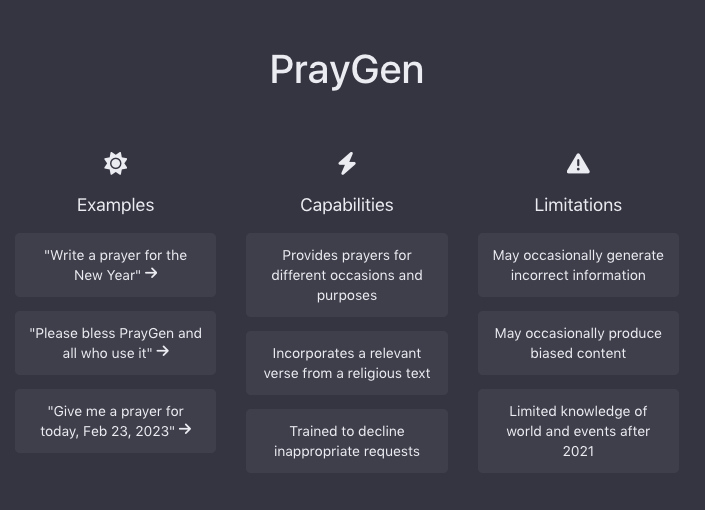 PrayGen
Examples
"Write a prayer for the
New Year" →
"Please bless PrayGen and
all who use it" →
"Give me a prayer for
today, Feb 23, 2023" →
Capabilities
Provides prayers for
different occasions and
purposes
Incorporates a relevant
verse from a religious text
Trained to decline
inappropriate requests
Limitations
May occasionally generate
incorrect information
May occasionally produce
biased content
Limited knowledge of
world and events after
2021